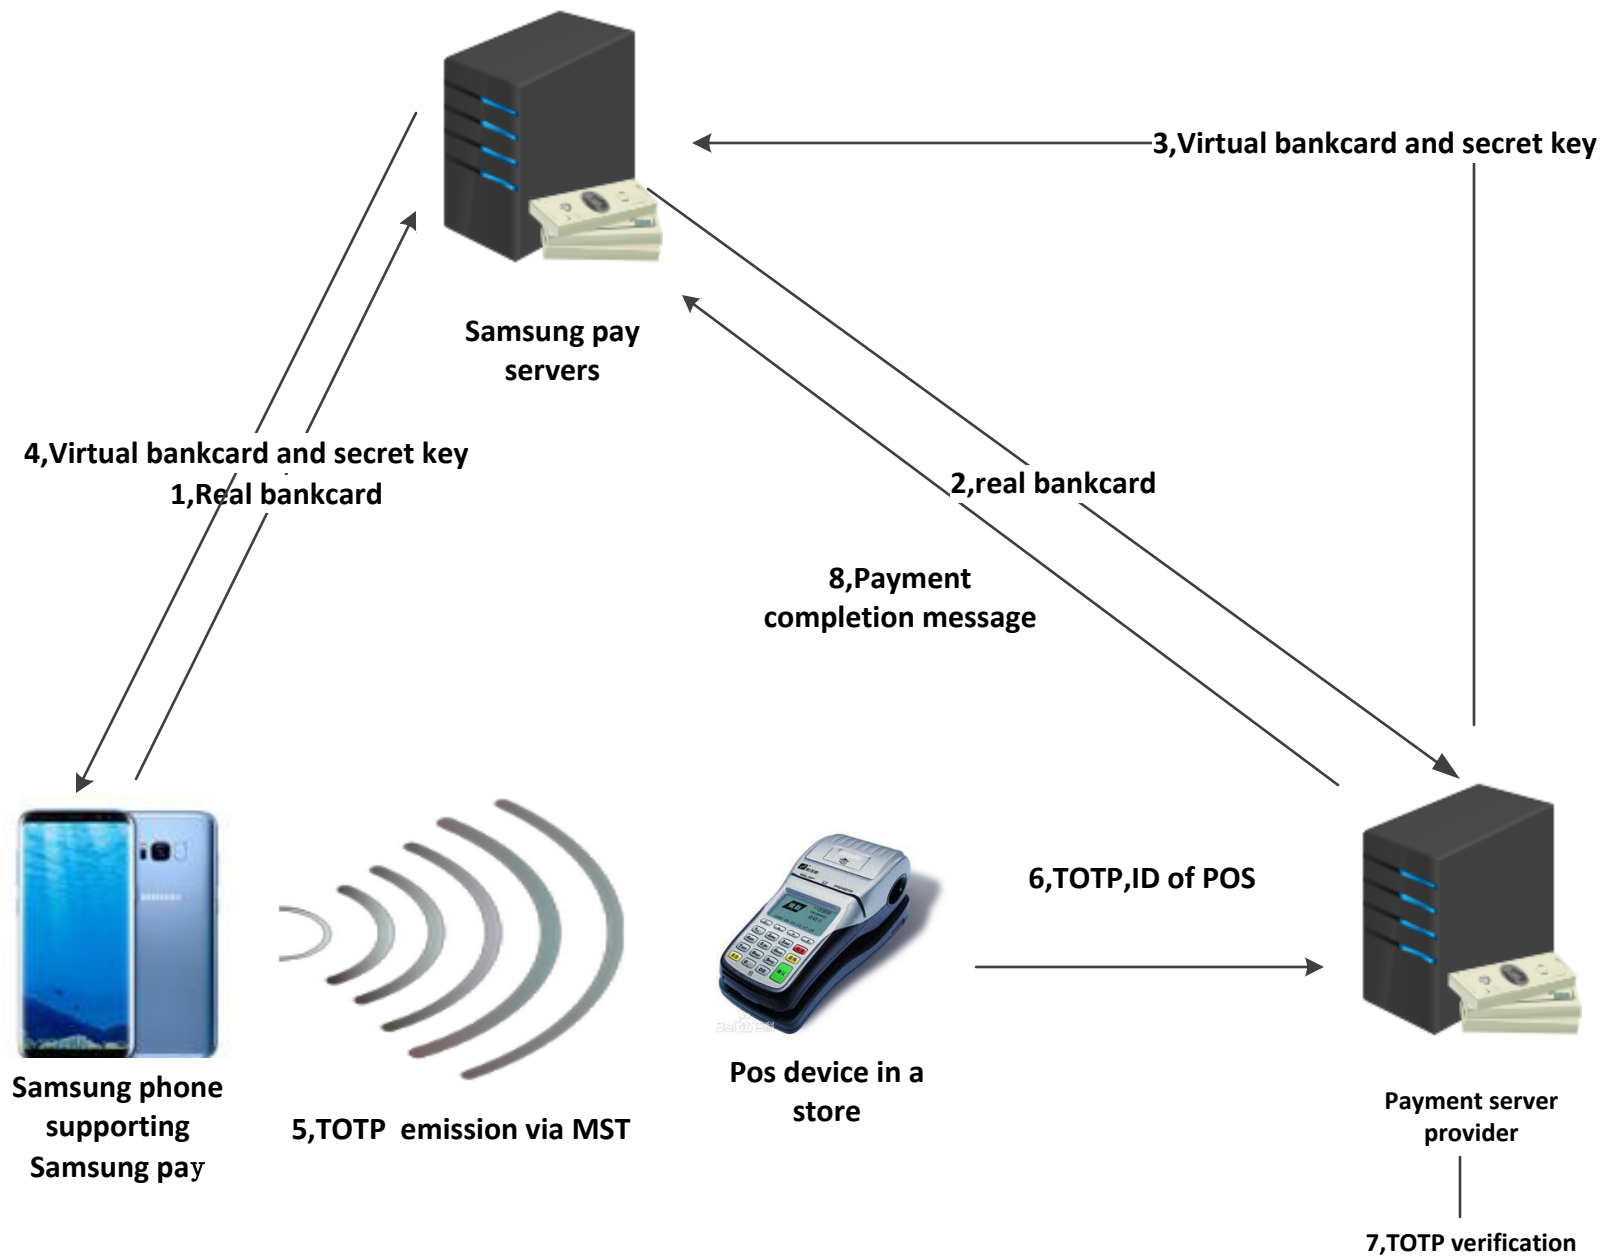 3,Virtual bankcard and secret key
Samsung pay
servers
4,Virtual bankcard and secret key
1,Real bankcard
2,real bankcard
8,Payment
completion message
6,TOTP,ID of POS
SAMSUNG
Pos device in a
store
Samsung phone
supporting
Samsung pay
5,TOTP emission via MST
Payment server
provider
7,TOTP verification